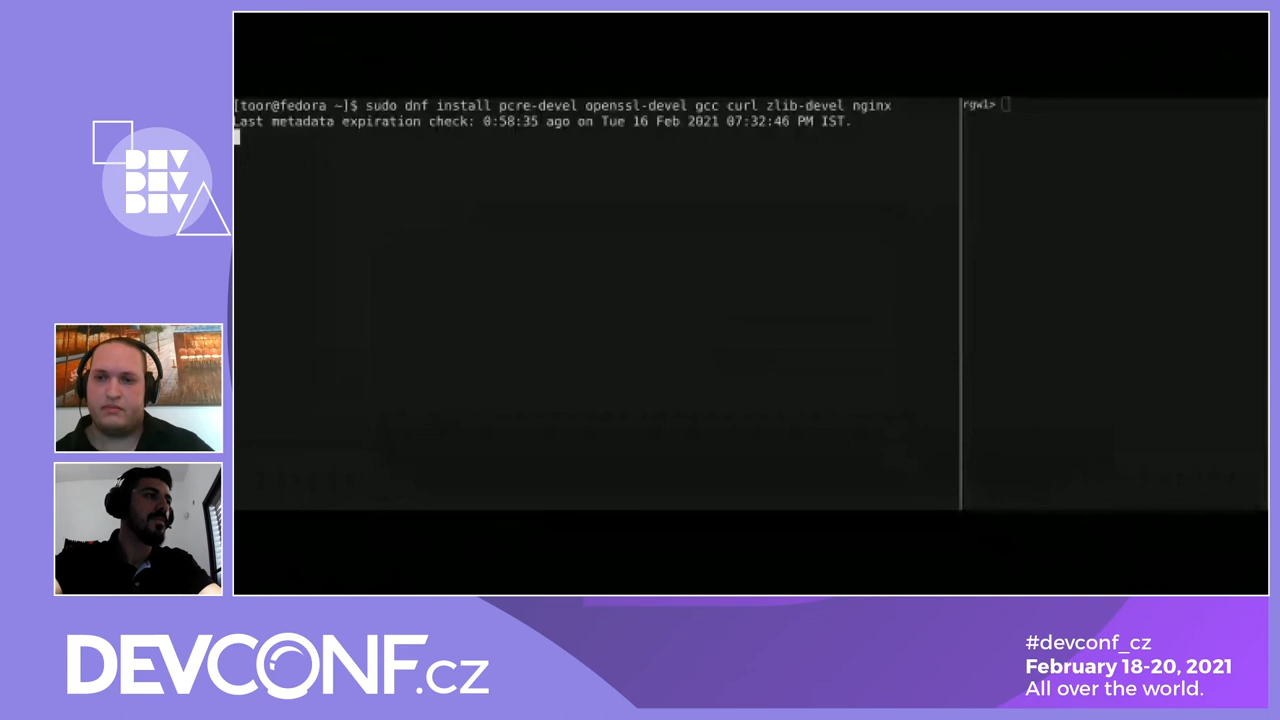 [toor@fedora ~]$ sudo dnf install pcre-devel openssl-devel gcc curl zlib-devel nginx
Last metadata expiration check: 0:58:35 ago on Tue 16 Feb 2021 07:32:46 PM IST.
rgw1>
DEV
DEV
DEV
DEVCONF.cz
#devconf_cz
February 18-20, 2021
All over the world.